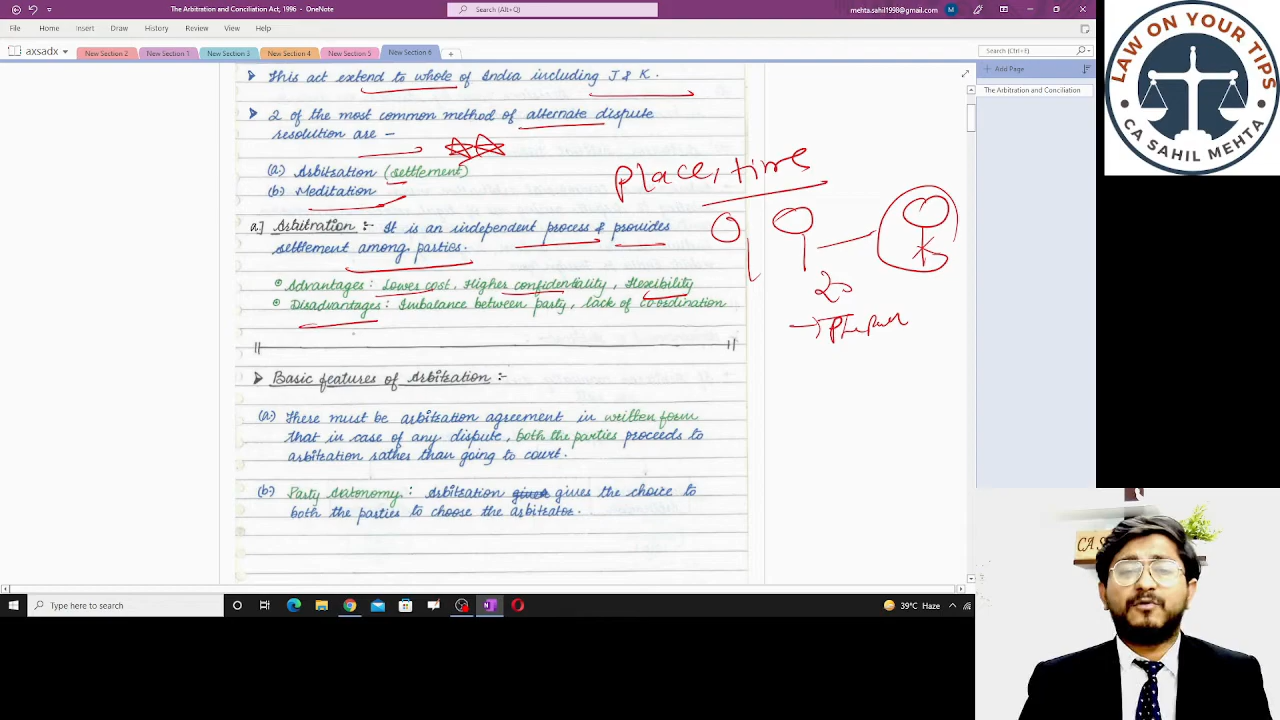 The Arbitration and Conciliation Act, 1996 - OneNote
Search (Alt+Q)
mehta.sahil1998@gmail.com
M
File Home Insert Draw History Review View Help
axsadx
New Section 2 New Section 1 New Section 3 New Section 4 New Section 5 New Section 6
Search (Ctrl+E)
Add Page
The Arbitration and Conciliation
This act extend to whole of India including J & K.
2 of the most common method of alternate dispute
resolution are –
(a) Arbitration (settlement)
(b) Meditation
Place, time
a.] Arbitration :- It is an independent process & provides
settlement among parties.
Advantages: Lower cost, Higher confidentiality, Flexibility
Disadvantages: Imbalance between party, lack of co-ordination
20
Basic features of Arbitration :-
(a) There must be arbitration agreement in written form
that in case of any dispute, both the parties proceeds to
arbitration rather than going to court.
(b) Party Autonomy: Arbitration gives the choice to
both the parties to choose the arbitrator.
Type here to search
39°C Haze
LAW ON YOUR TIPS
CA SAHIL MEHTA
CA.S